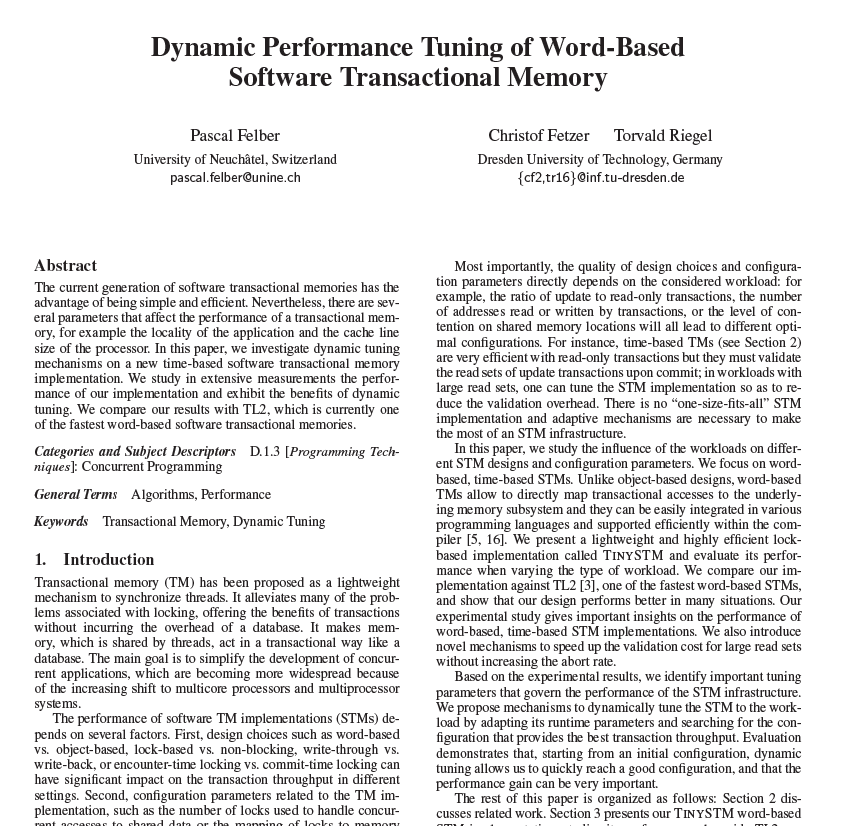 Dynamic Performance Tuning of Word-Based
Software Transactional Memory
Pascal Felber
University of Neuchâtel, Switzerland
pascal.felber@unine.ch
Christof Fetzer Torvald Riegel
Dresden University of Technology, Germany
{cf2,tr16}@inf.tu-dresden.de
Abstract
The current generation of software transactional memories has the
advantage of being simple and efficient. Nevertheless, there are sev-
eral parameters that affect the performance of a transactional mem-
ory, for example the locality of the application and the cache line
size of the processor. In this paper, we investigate dynamic tuning
mechanisms on a new time-based software transactional memory
implementation. We study in extensive measurements the perfor-
mance of our implementation and exhibit the benefits of dynamic
tuning. We compare our results with TL2, which is currently one
of the fastest word-based software transactional memories.
Categories and Subject Descriptors D.1.3 [Programming Tech-
niques]: Concurrent Programming
General Terms Algorithms, Performance
Keywords Transactional Memory, Dynamic Tuning
1. Introduction
Transactional memory (TM) has been proposed as a lightweight
mechanism to synchronize threads. It alleviates many of the prob-
lems associated with locking, offering the benefits of transactions
without incurring the overhead of a database. It makes mem-
ory, which is shared by threads, act in a transactional way like a
database. The main goal is to simplify the development of concur-
rent applications, which are becoming more widespread because
of the increasing shift to multicore processors and multiprocessor
systems.
The performance of software TM implementations (STMs) de-
pends on several factors. First, design choices such as word-based
vs. object-based, lock-based vs. non-blocking, write-through vs.
write-back, or encounter-time locking vs. commit-time locking can
have significant impact on the transaction throughput in different
settings. Second, configuration parameters related to the TM im-
plementation, such as the number of locks used to handle concur-
rent accesses to shared data or the mapping of locks to memory
Most importantly, the quality of design choices and configura-
tion parameters directly depends on the considered workload: for
example, the ratio of update to read-only transactions, the number
of addresses read or written by transactions, or the level of con-
tention on shared memory locations will all lead to different opti-
mal configurations. For instance, time-based TMs (see Section 2)
are very efficient with read-only transactions but they must validate
the read sets of update transactions upon commit; in workloads with
large read sets, one can tune the STM implementation so as to re-
duce the validation overhead. There is no “one-size-fits-all” STM
implementation and adaptive mechanisms are necessary to make
the most of an STM infrastructure.
In this paper, we study the influence of the workloads on differ-
ent STM designs and configuration parameters. We focus on word-
based, time-based STMs. Unlike object-based designs, word-based
TMs allow to directly map transactional accesses to the underly-
ing memory subsystem and they can be easily integrated in various
programming languages and supported efficiently within the com-
piler [5, 16]. We present a lightweight and highly efficient lock-
based implementation called TINYSTM and evaluate its perfor-
mance when varying the type of workload. We compare our im-
plementation against TL2 [3], one of the fastest word-based STMs,
and show that our design performs better in many situations. Our
experimental study gives important insights on the performance of
word-based, time-based STM implementations. We also introduce
novel mechanisms to speed up the validation cost for large read sets
without increasing the abort rate.
Based on the experimental results, we identify important tuning
parameters that govern the performance of the STM infrastructure.
We propose mechanisms to dynamically tune the STM to the work-
load by adapting its runtime parameters and searching for the con-
figuration that provides the best transaction throughput. Evaluation
demonstrates that, starting from an initial configuration, dynamic
tuning allows us to quickly reach a good configuration, and that the
performance gain can be very important.
The rest of this paper is organized as follows: Section 2 dis-
cusses related work. Section 3 presents our TINYSTM word-based